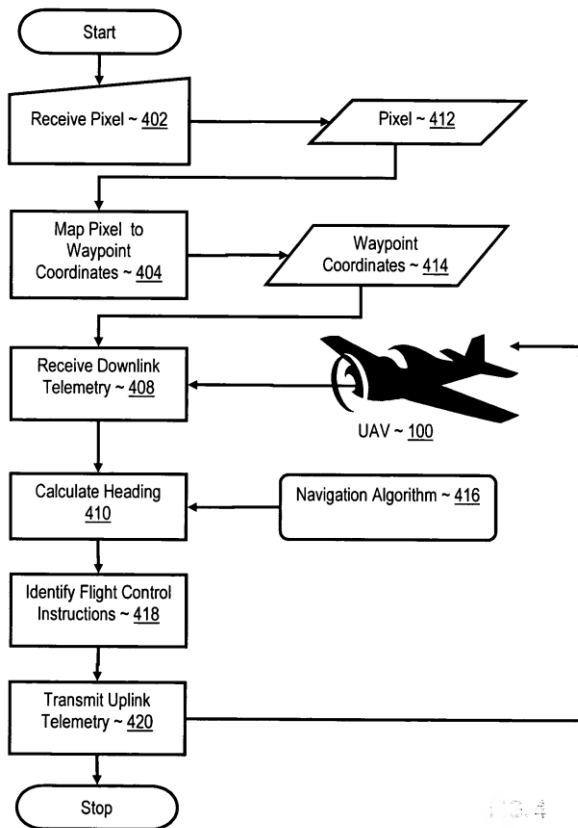 Start
Receive Pixel ~ 402
Pixel ~ 412
Map Pixel to
Waypoint
Coordinates ~ 404
Waypoint
Coordinates ~ 414
Receive Downlink
Telemetry ~ 408
UAV ~ 100
Calculate Heading
410
Navigation Algorithm ~ 416
Identify Flight Control
Instructions ~ 418
Transmit Uplink
Telemetry ~ 420
Stop